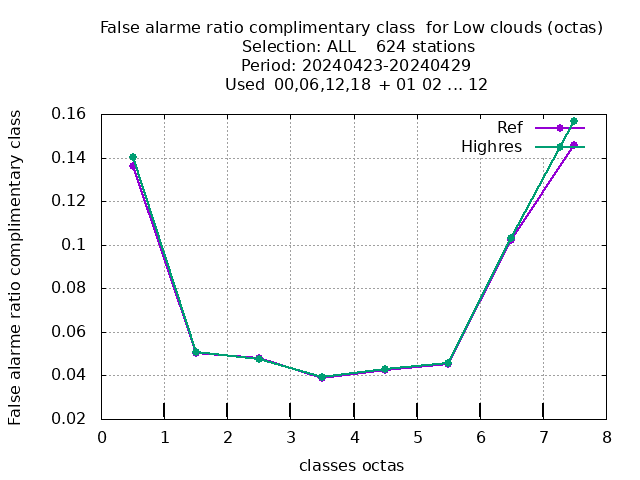 False alarme ratio complimentary class  for Low clouds (octas)
Selection: ALL    624 stations
Period: 20240423-20240429
Used  00,06,12,18 + 01 02 ... 12
False alarme ratio complimentary class
0.16
0.14
0.12
0.1
0.08
0.06
0.04
0.02
Ref
Highres
0 1 2 3 4 5 6 7 8
classes octas